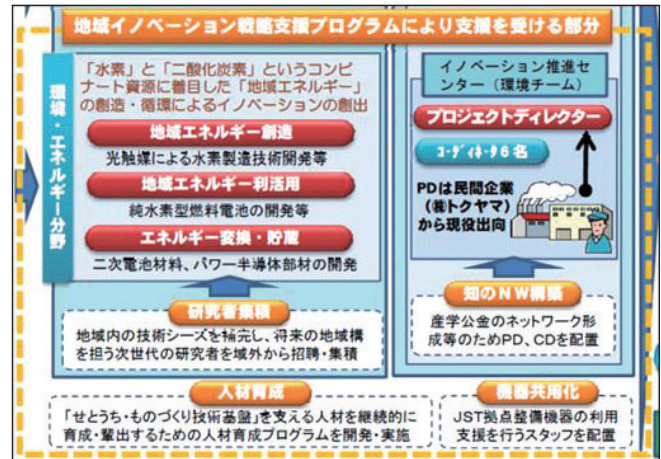 地域イノベーション戦略支援プログラムにより支援を受ける部分
環境・エネルギー分野
「水素」と「二酸化炭素」というコンビ
ナート資源に着目した「地域エネルギー」
の創造・循環によるイノベーションの創出
地域エネルギー創造
光触媒による水素製造技術開発等
地域エネルギー利活用
純水素型燃料電池の開発等
エネルギー変換・貯蔵
二次電池材料、パワー半導体部材の開発
研究者集積
地域内の技術シーズを補完し、将来の地域構
を担う次世代の研究者を域外から招聘・集積
イノベーション推進セ
ンター（環境チーム）
プロジェクトディレクター
コーディネータ6名
PDは民間企業
（㈱トクヤマ）
から現役出向
知のNW構築
産学公金のネットワーク形
成等のためPD、CDを配置
人材育成
「せとうち・ものづくり技術基盤」を支える人材を継続的に
育成・輩出するための人材育成プログラムを開発・実施
機器共用化
JST拠点整備機器の利用
支援を行うスタッフを配置